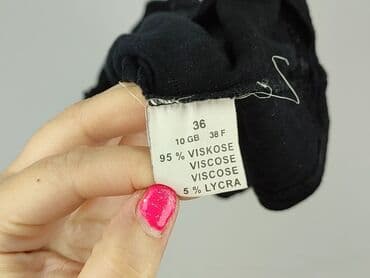 36
10 GB 38 F
95 % VISKOSE
VISCOSE
VISCOSE
5 % LYCRA